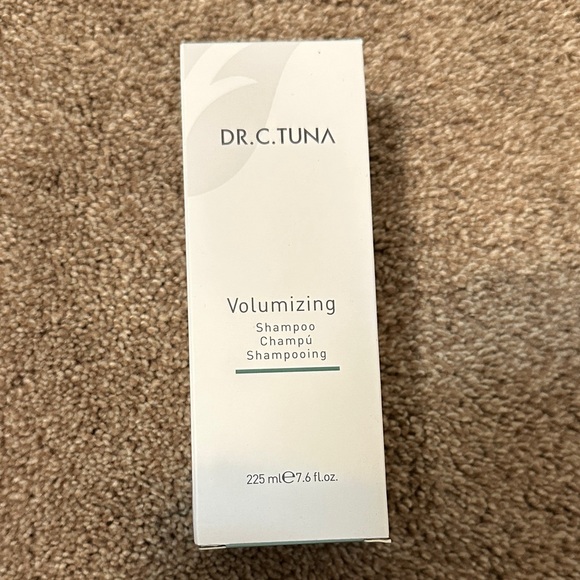 DR.C.TUNA
Volumizing
Shampoo
Champú
Shampooing
225 ml℮7.6 fl.oz.